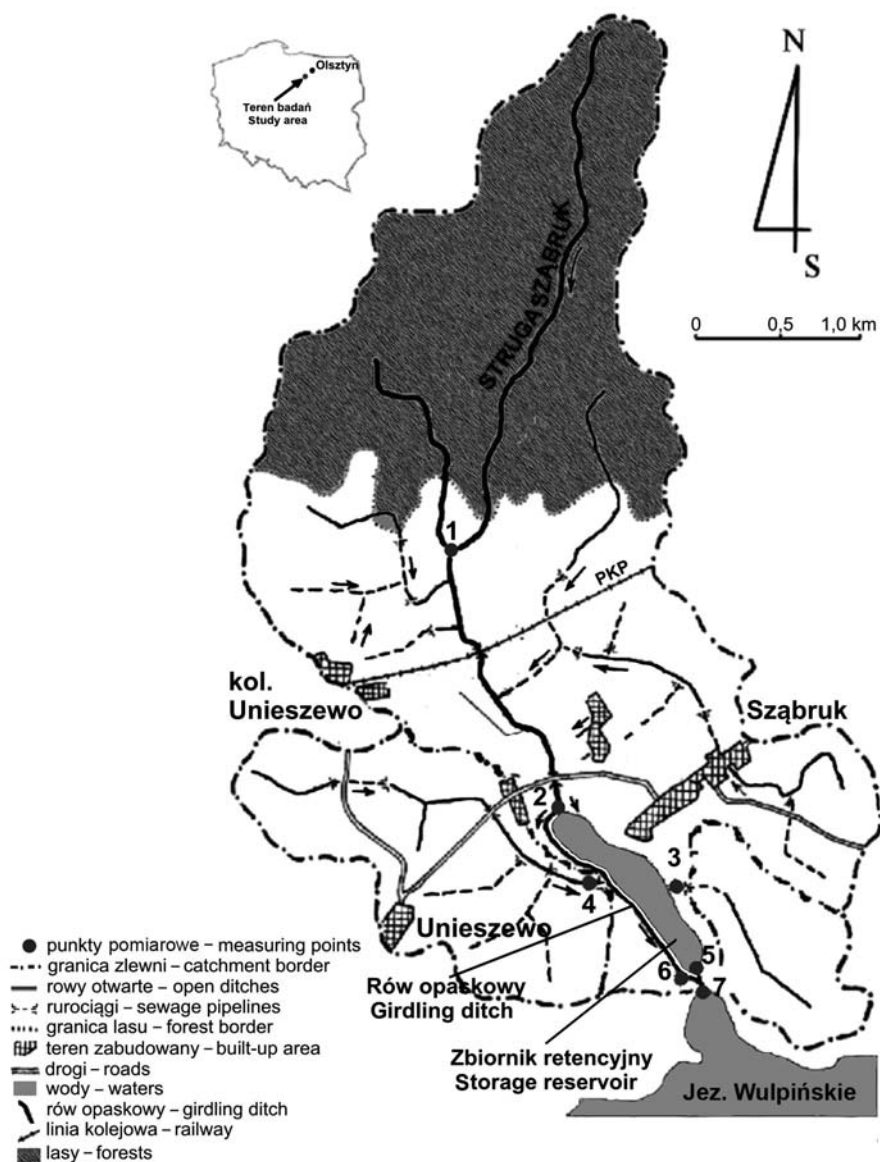 Olsztyn
Teren badań
Study area
N
S
0 0,5 1,0 km
STRUGA SZĄBRUK
1
PKP
kol.
Unieszewo
Sząbruk
2
3
4
Unieszewo
5
6
7
Rów opaskowy
Girdling ditch
Zbiornik retencyjny
Storage reservoir
Jez. Wulpińskie
punkty pomiarowe – measuring points
granica zlewni – catchment border
rowy otwarte – open ditches
rurociągi – sewage pipelines
granica lasu – forest border
teren zabudowany – built-up area
drogi – roads
wody – waters
rów opaskowy – girdling ditch
linia kolejowa – railway
lasy – forests